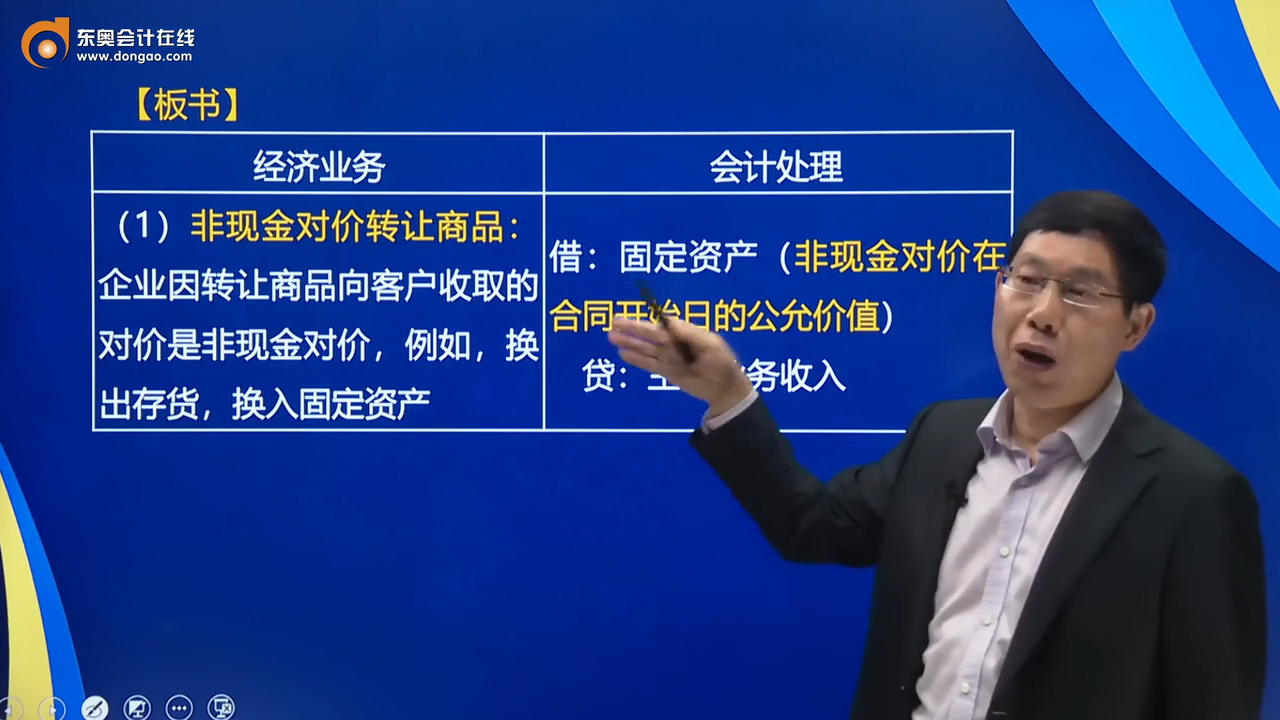 东奥会计在线
www.dongao.com
【板书】
经济业务
会计处理
（1）非现金对价转让商品：
企业因转让商品向客户收取的
对价是非现金对价，例如，换
出存货，换入固定资产
借：固定资产（非现金对价在
合同开始日的公允价值）
贷：主 务收入